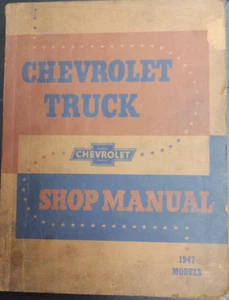 CHEVROLET
TRUCK
CHEVROLET
SHOP MANUAL
1947
MODELS